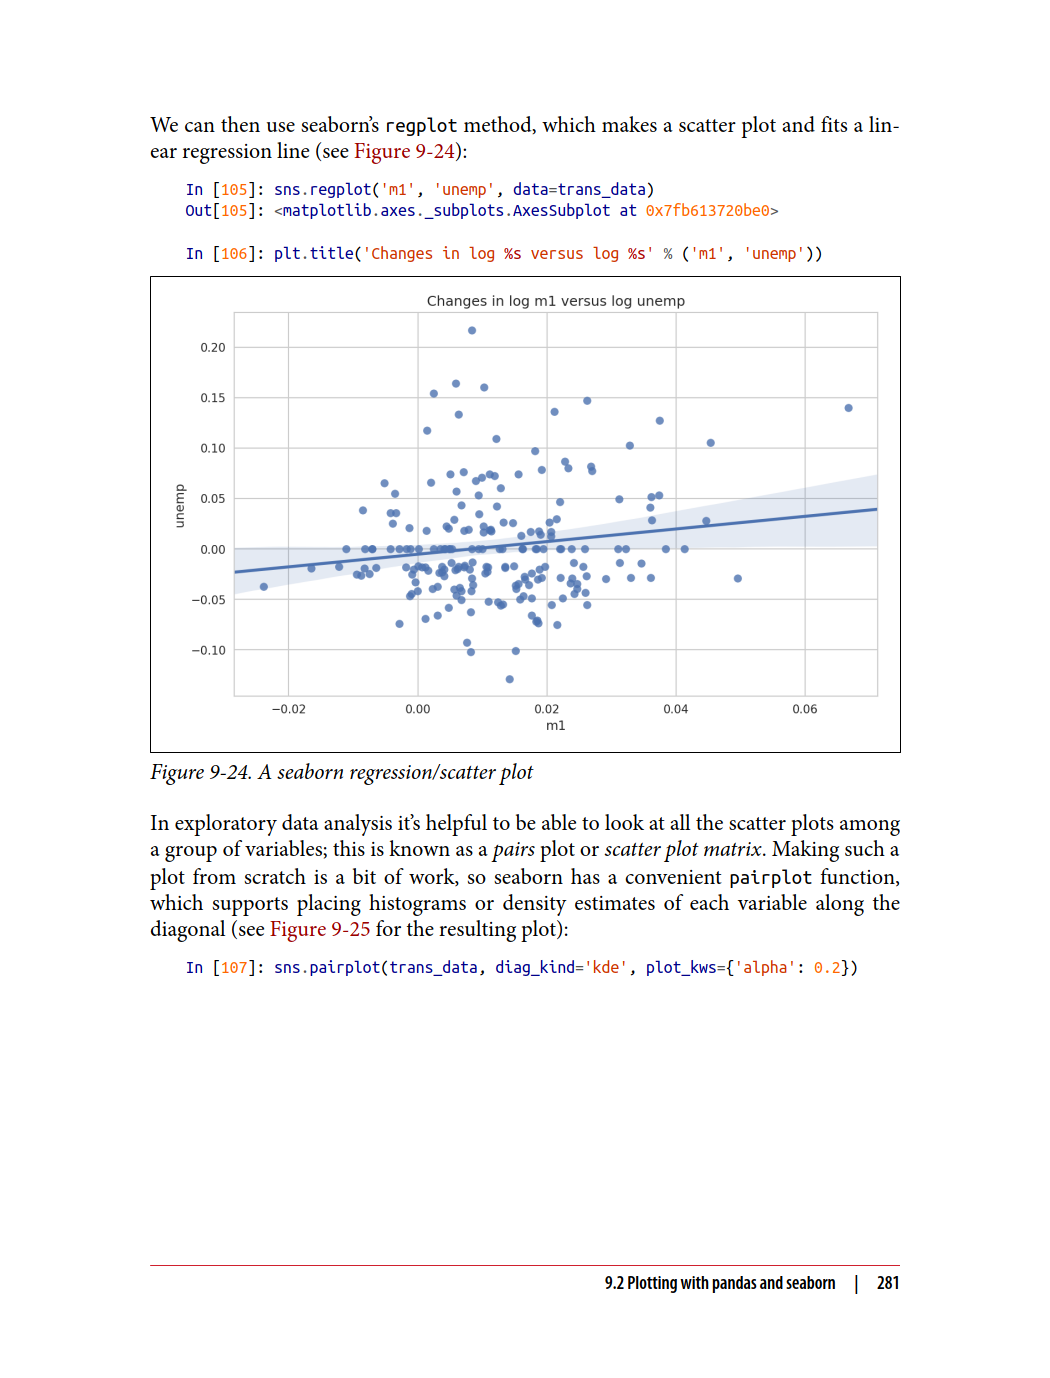 We can then use seaborn's regplot method, which makes a scatter plot and fits a lin-
ear regression line (see Figure 9-24):
In [105]: sns.regplot('m1', 'unemp', data=trans_data)
Out[105]: <matplotlib.axes._subplots.AxesSubplot at 0x7fb613720be0>
In [106]: plt.title('Changes in log %s versus log %s' % ('m1', 'unemp'))
Changes in log m1 versus log unemp
0.20
0.15
0.10
0.05
0.00
−0.05
−0.10
unemp
−0.02 0.00 0.02 0.04 0.06
m1
Figure 9-24. A seaborn regression/scatter plot
In exploratory data analysis it's helpful to be able to look at all the scatter plots among
a group of variables; this is known as a pairs plot or scatter plot matrix. Making such a
plot from scratch is a bit of work, so seaborn has a convenient pairplot function,
which supports placing histograms or density estimates of each variable along the
diagonal (see Figure 9-25 for the resulting plot):
In [107]: sns.pairplot(trans_data, diag_kind='kde', plot_kws={'alpha': 0.2})
9.2 Plotting with pandas and seaborn | 281